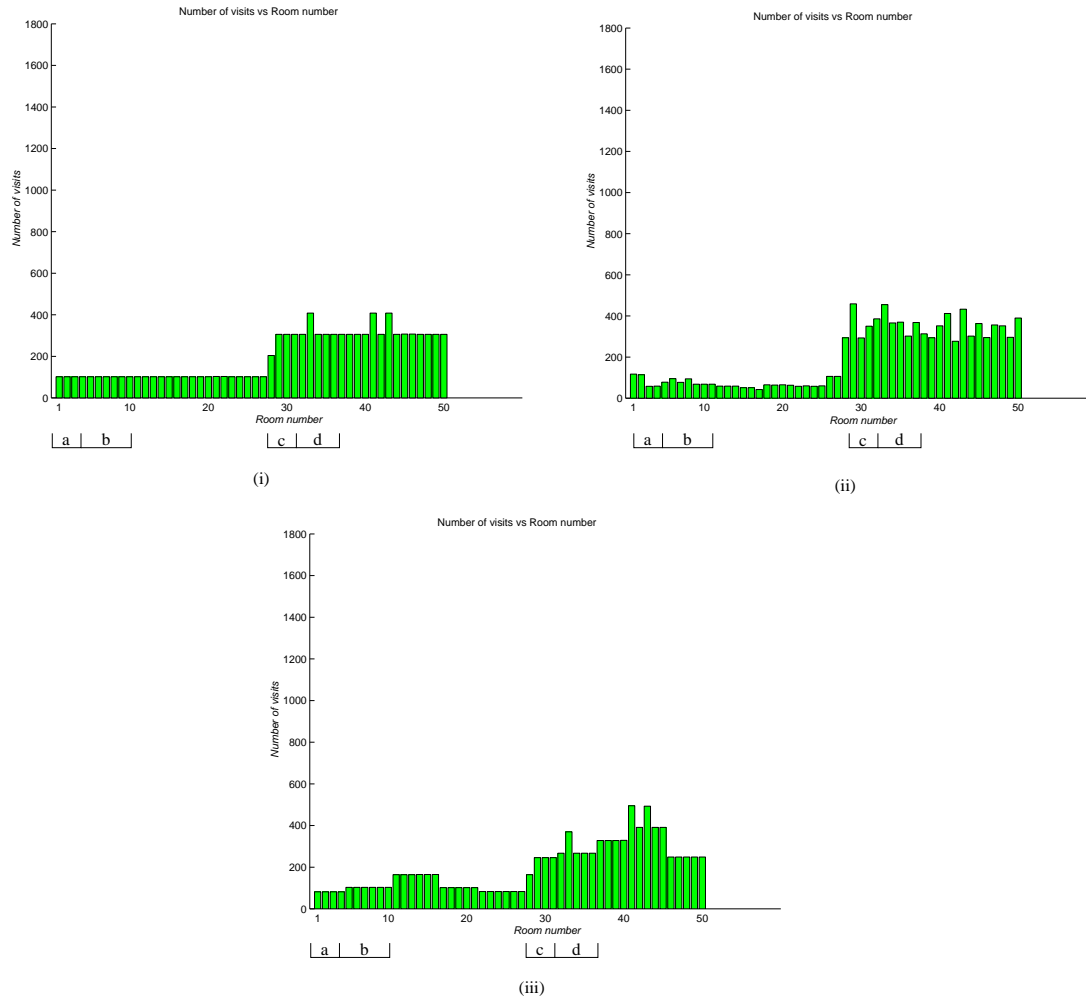 Number of visits vs Room number
1800
1600
1400
1200
1000
800
600
400
200
0
Number of visits
1 10 20 30 40 50
Room number
a b c d
(i)
Number of visits vs Room number
1800
1600
1400
1200
1000
800
600
400
200
0
Number of visits
1 10 20 30 40 50
Room number
a b c d
(ii)
Number of visits vs Room number
1800
1600
1400
1200
1000
800
600
400
200
0
Number of visits
1 10 20 30 40 50
Room number
a b c d
(iii)